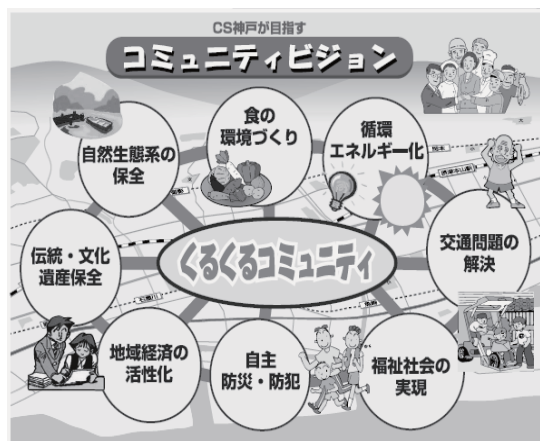 CS神戸が目指す
コミュニティビジョン
食の
環境づくり
循環
エネルギー化
自然生態系の
保全
交通問題の
解決
伝統・文化
遺産保全
くるくるコミュニティ
地域経済の
活性化
自主
防災・防犯
福祉社会の
実現